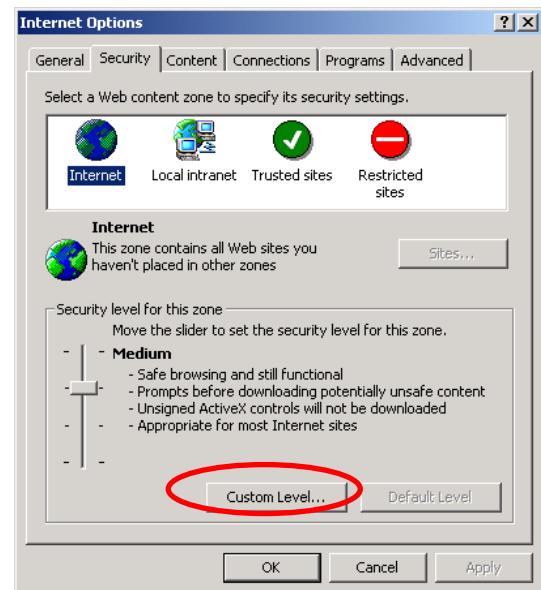 Internet Options
General Security Content Connections Programs Advanced
Select a Web content zone to specify its security settings.
Internet Local intranet Trusted sites Restricted
sites
Internet
This zone contains all Web sites you
haven't placed in other zones
Sites...
Security level for this zone
Move the slider to set the security level for this zone.
Medium
- Safe browsing and still functional
- Prompts before downloading potentially unsafe content
- Unsigned ActiveX controls will not be downloaded
- Appropriate for most Internet sites
Custom Level... Default Level
OK Cancel Apply